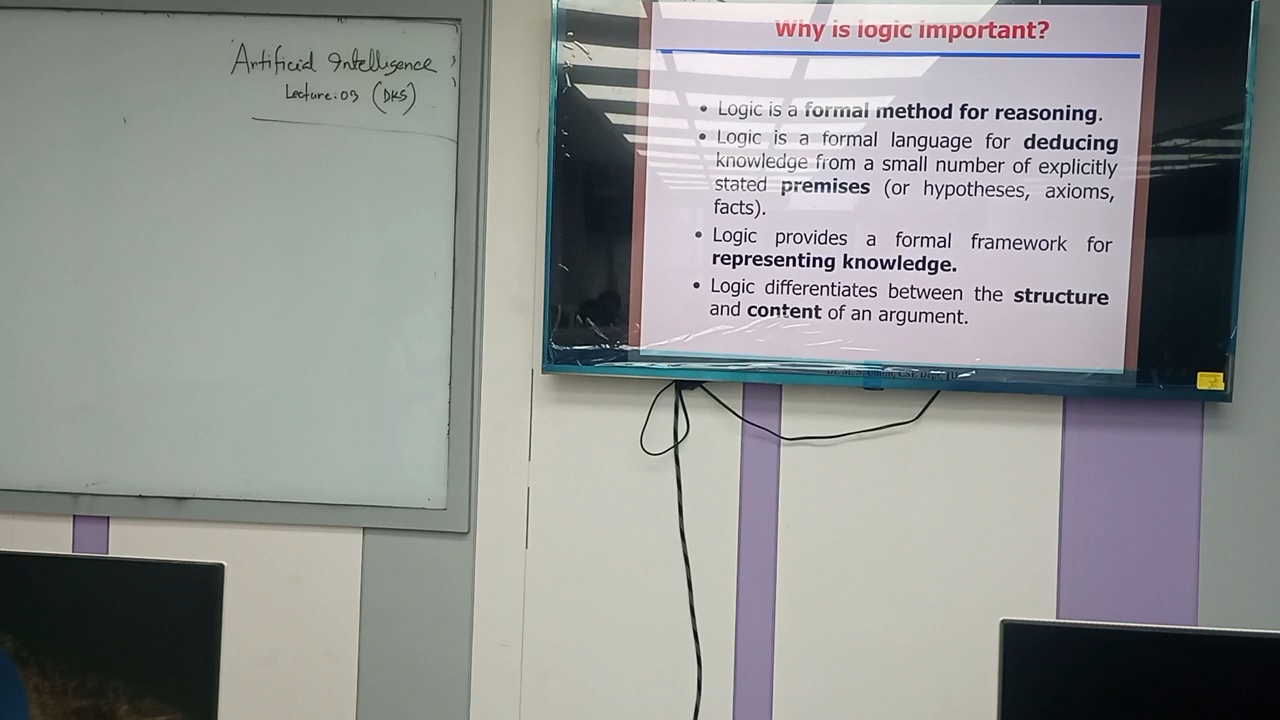 Artificial Intelligence
Lecture:03 (DKS)
Why is logic important?
• Logic is a formal method for reasoning.
• Logic is a formal language for deducing
knowledge from a small number of explicitly
stated premises (or hypotheses, axioms,
facts).
• Logic provides a formal framework for
representing knowledge.
• Logic differentiates between the structure
and content of an argument.